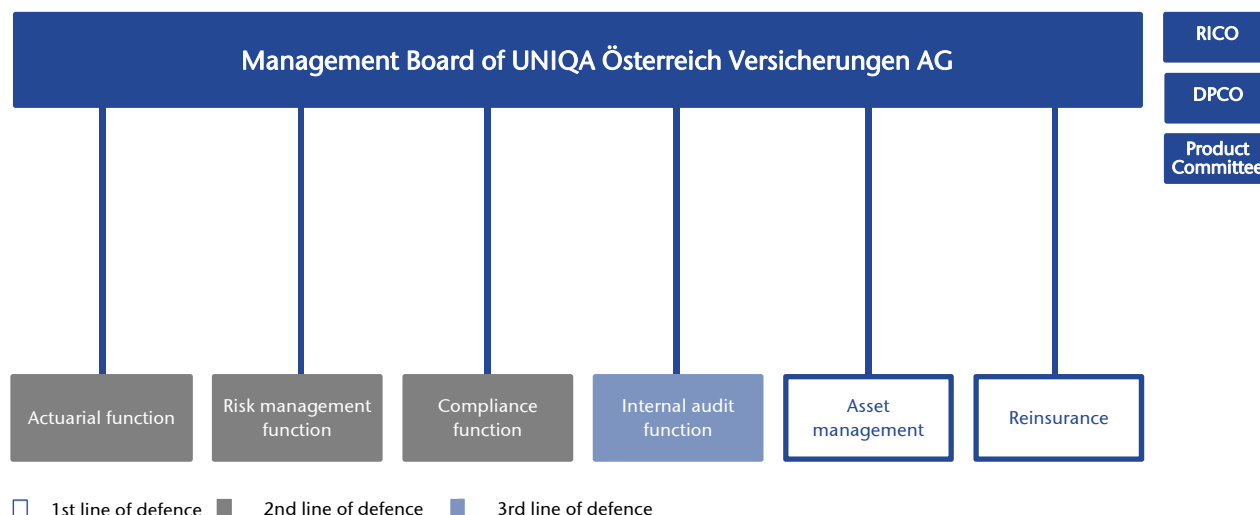 Management Board of UNIQA Österreich Versicherungen AG
RICO
DPCO
Product
Committee
Actuarial function
Risk management
function
Compliance
function
Internal audit
function
Asset
management
Reinsurance
1st line of defence
2nd line of defence
3rd line of defence